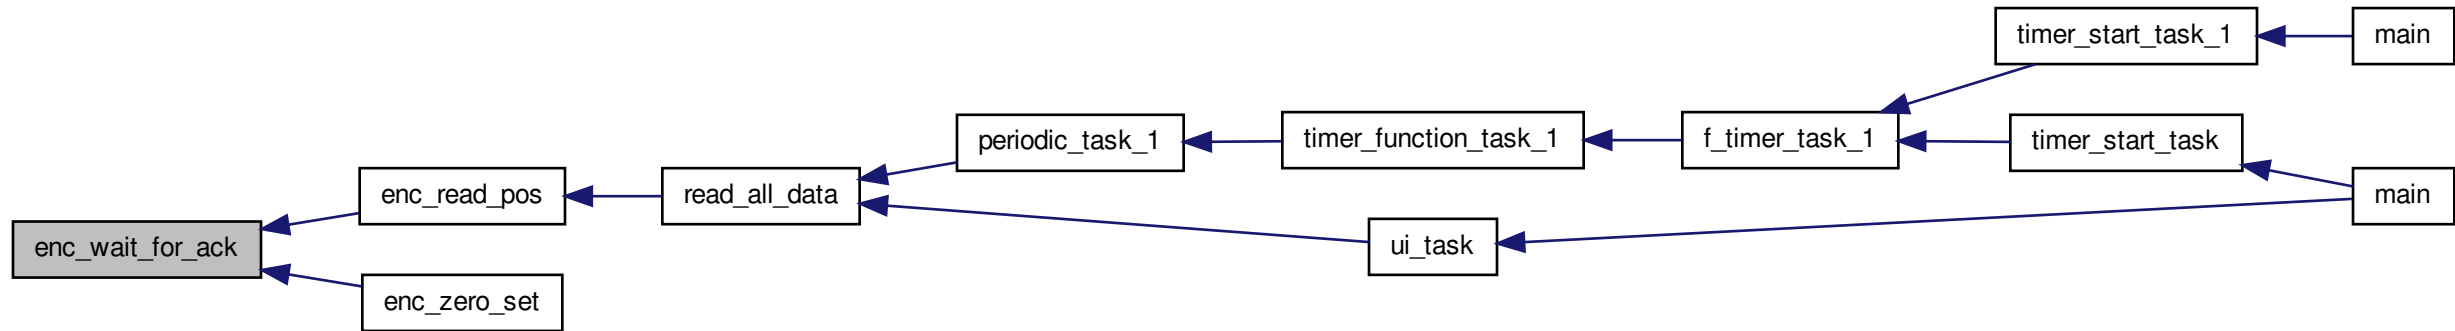 timer_start_task_1
main
periodic_task_1
timer_function_task_1
f_timer_task_1
timer_start_task
enc_read_pos
read_all_data
main
enc_wait_for_ack
ui_task
enc_zero_set